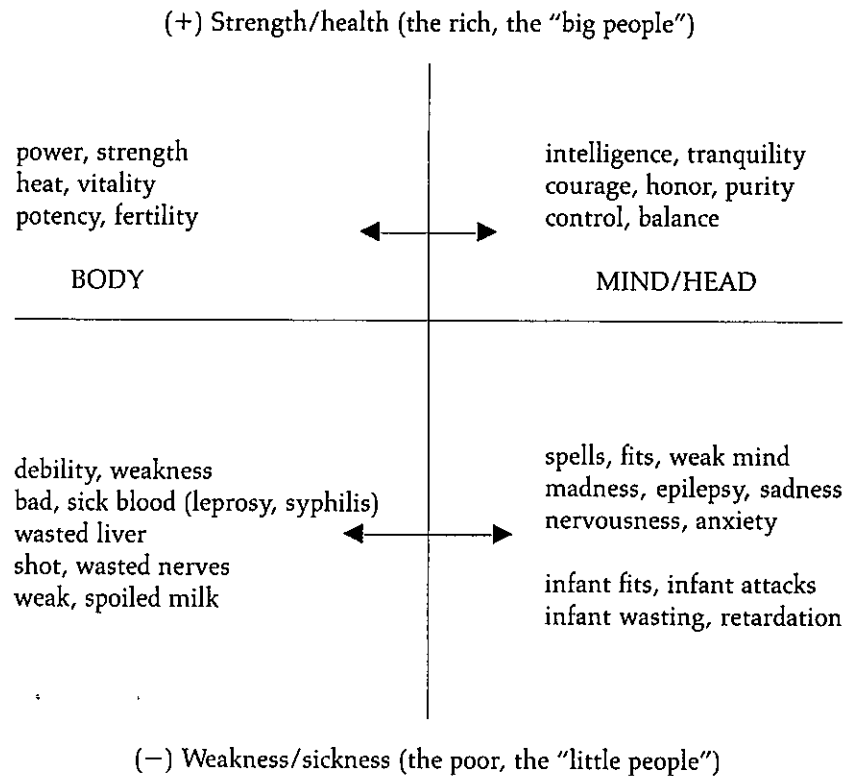 (+) Strength/health (the rich, the "big people")
power, strength
heat, vitality
potency, fertility
BODY
intelligence, tranquility
courage, honor, purity
control, balance
MIND/HEAD
debility, weakness
bad, sick blood (leprosy, syphilis)
wasted liver
shot, wasted nerves
weak, spoiled milk
spells, fits, weak mind
madness, epilepsy, sadness
nervousness, anxiety
infant fits, infant attacks
infant wasting, retardation
(−) Weakness/sickness (the poor, the "little people")